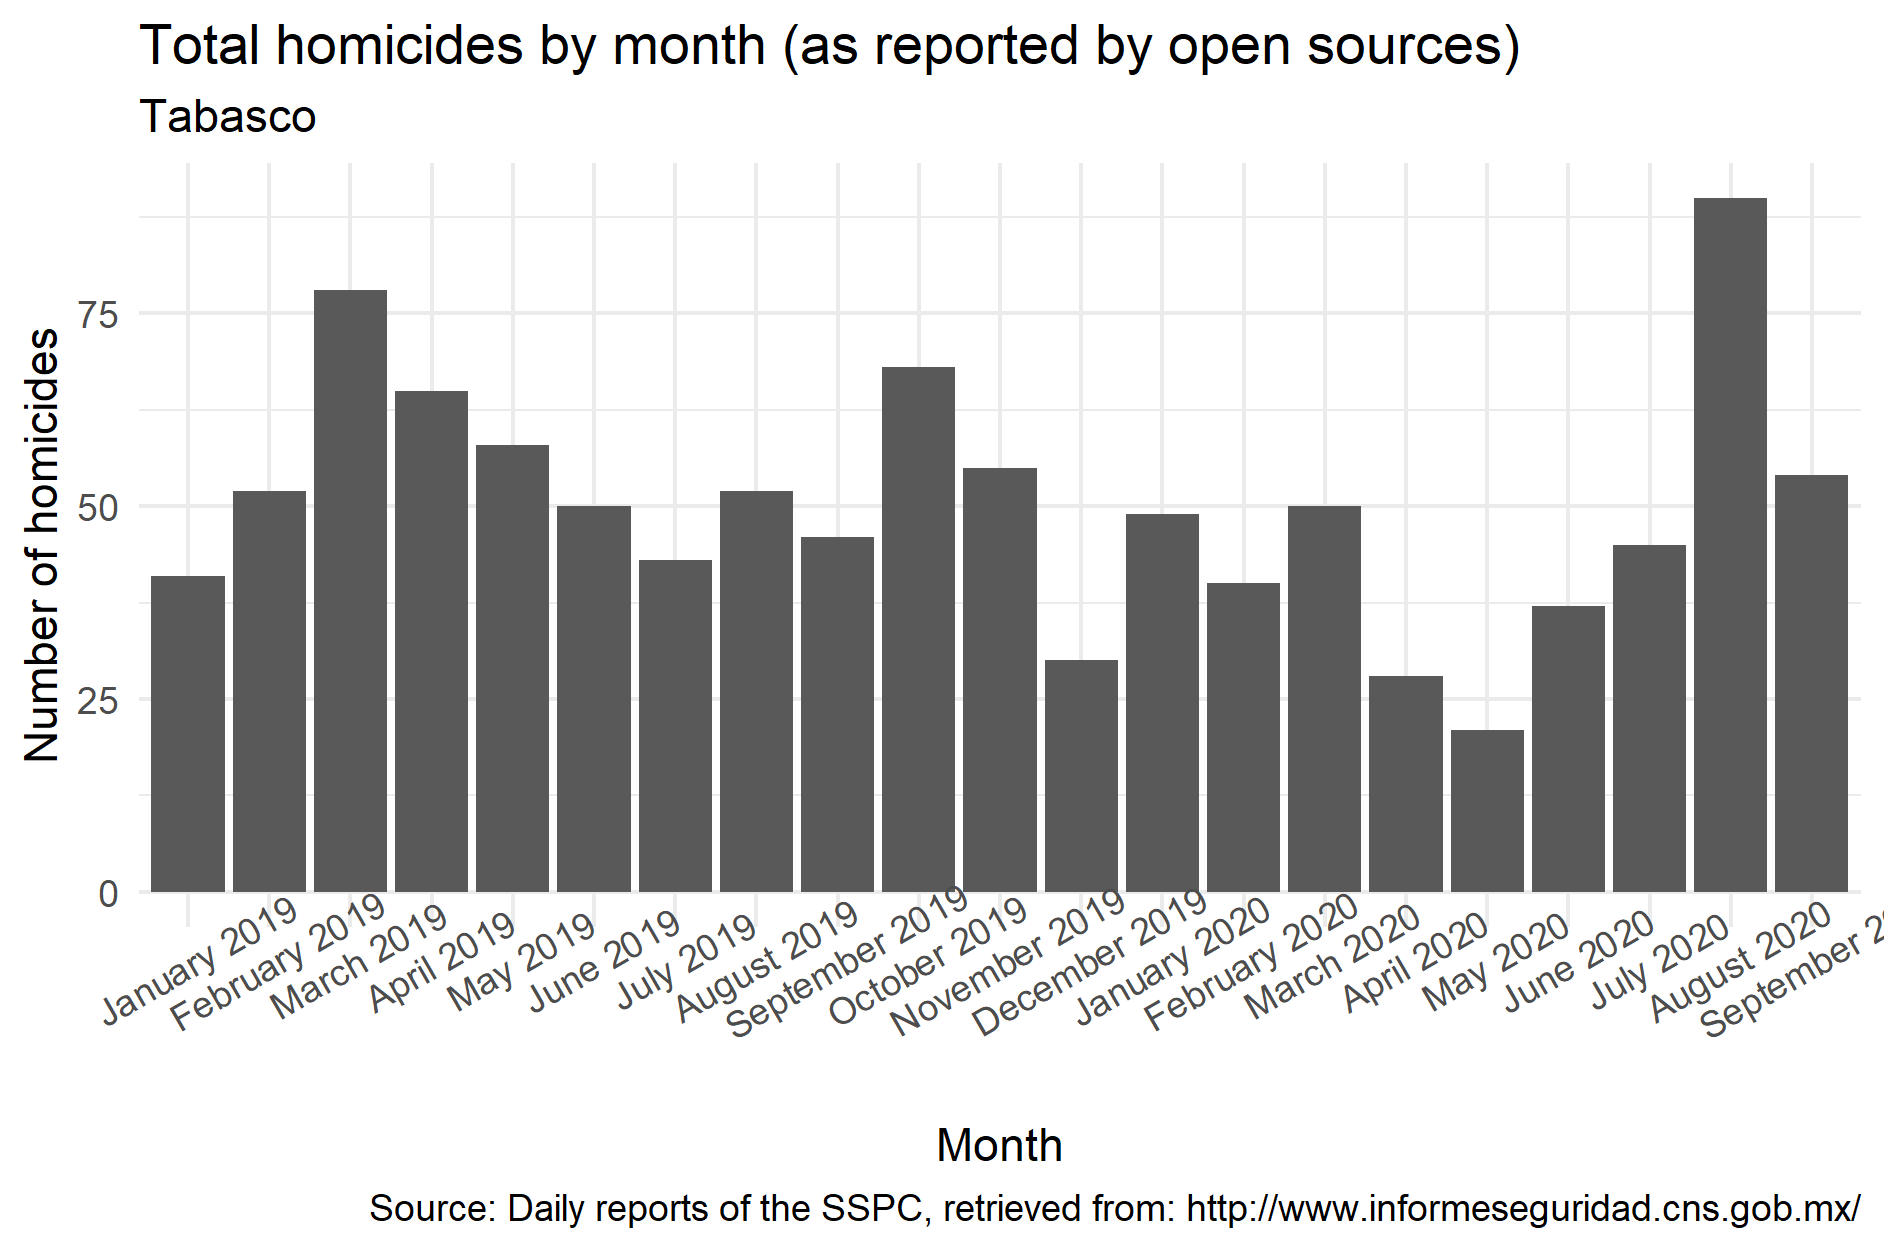 Total homicides by month (as reported by open sources)
Tabasco
Number of homicides
75
50
25
0
January 2019
February 2019
March 2019
April 2019
May 2019
June 2019
July 2019
August 2019
September 2019
October 2019
November 2019
December 2019
January 2020
February 2020
March 2020
April 2020
May 2020
June 2020
July 2020
August 2020
September
Month
Source: Daily reports of the SSPC, retrieved from: http://www.informeseguridad.cns.gob.mx/